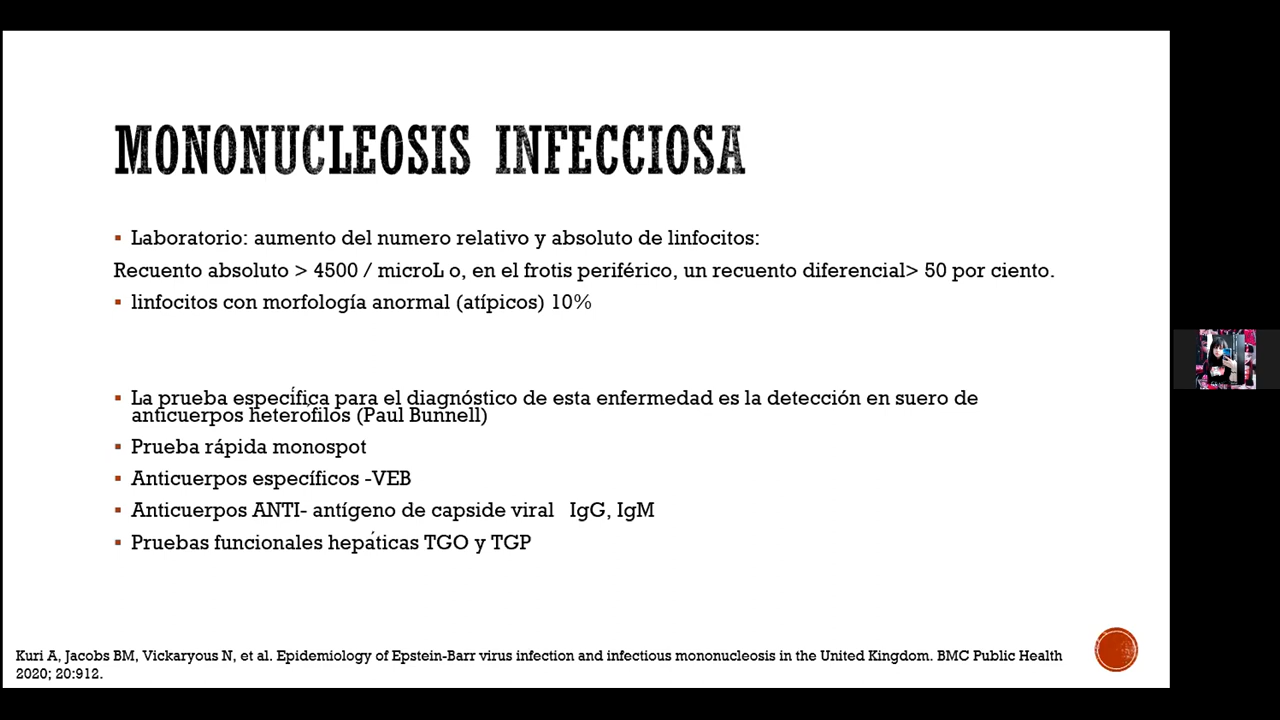 MONONUCLEOSIS INFECCIOSA
▪ Laboratorio: aumento del numero relativo y absoluto de linfocitos:
Recuento absoluto > 4500 / microL o, en el frotis periférico, un recuento diferencial> 50 por ciento.
▪ linfocitos con morfología anormal (atípicos) 10%
▪ La prueba específica para el diagnóstico de esta enfermedad es la detección en suero de
anticuerpos heterofilos (Paul Bunnell)
▪ Prueba rápida monospot
▪ Anticuerpos específicos -VEB
▪ Anticuerpos ANTI- antígeno de capside viral IgG, IgM
▪ Pruebas funcionales hepáticas TGO y TGP
Kuri A, Jacobs BM, Vickaryous N, et al. Epidemiology of Epstein-Barr virus infection and infectious mononucleosis in the United Kingdom. BMC Public Health
2020; 20:912.